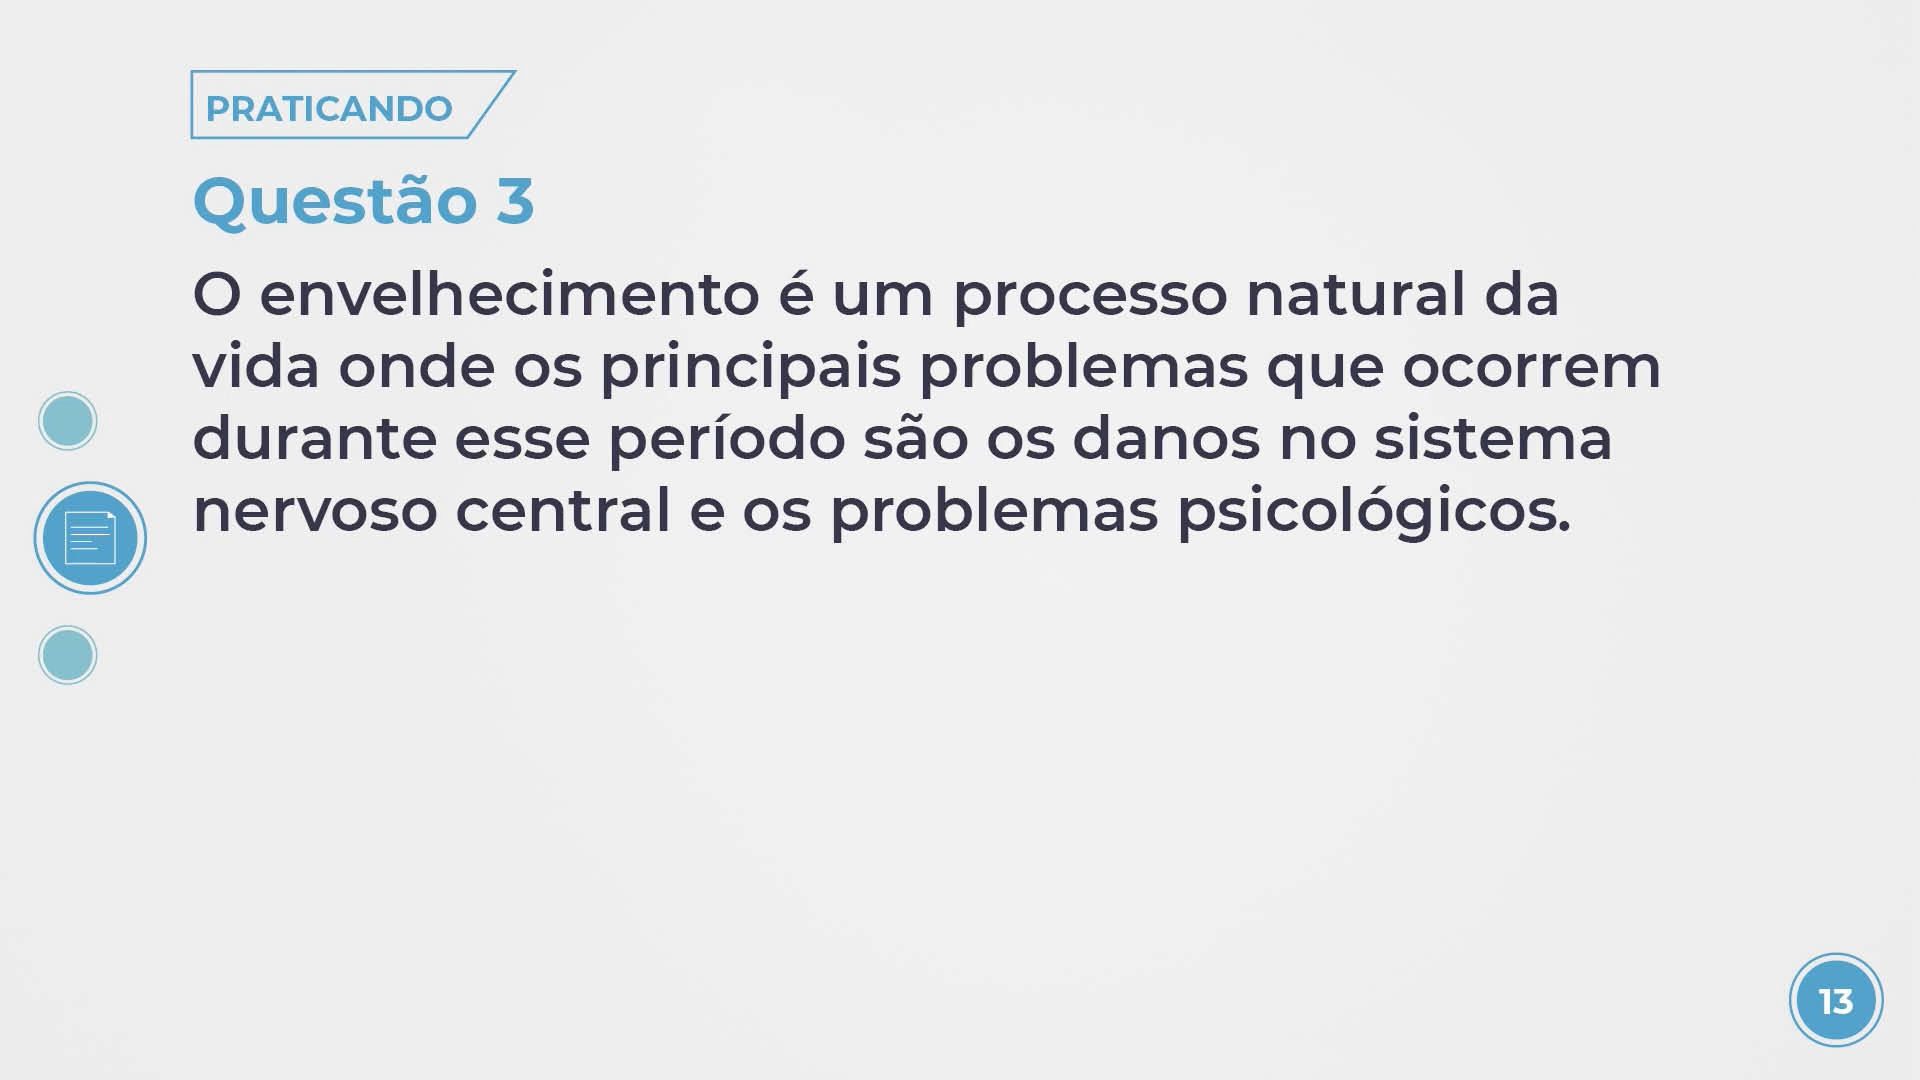 PRATICANDO
Questão 3
O envelhecimento é um processo natural da
vida onde os principais problemas que ocorrem
durante esse período são os danos no sistema
nervoso central e os problemas psicológicos.
13